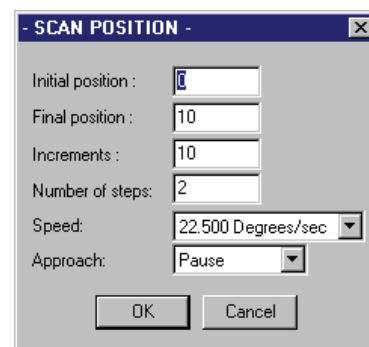 - SCAN POSITION -
Initial position : 0
Final position : 10
Increments : 10
Number of steps: 2
Speed: 22.500 Degrees/sec
Approach: Pause
OK Cancel